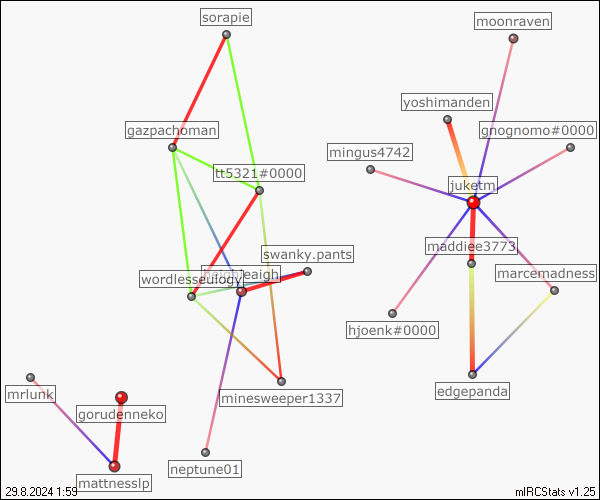 sorapie
moonraven
yoshimanden
gazpachoman
gnognomo#0000
mingus4742
tt5321#0000
juketm
maddiee3773
swanky.pants
wordlesseulogy
marcemadness
hjoenk#0000
mrlunk
edgepanda
minesweeper1337
gorudenneko
neptune01
mattnesslp
29.8.2024 1:59
mIRCStats v1.25